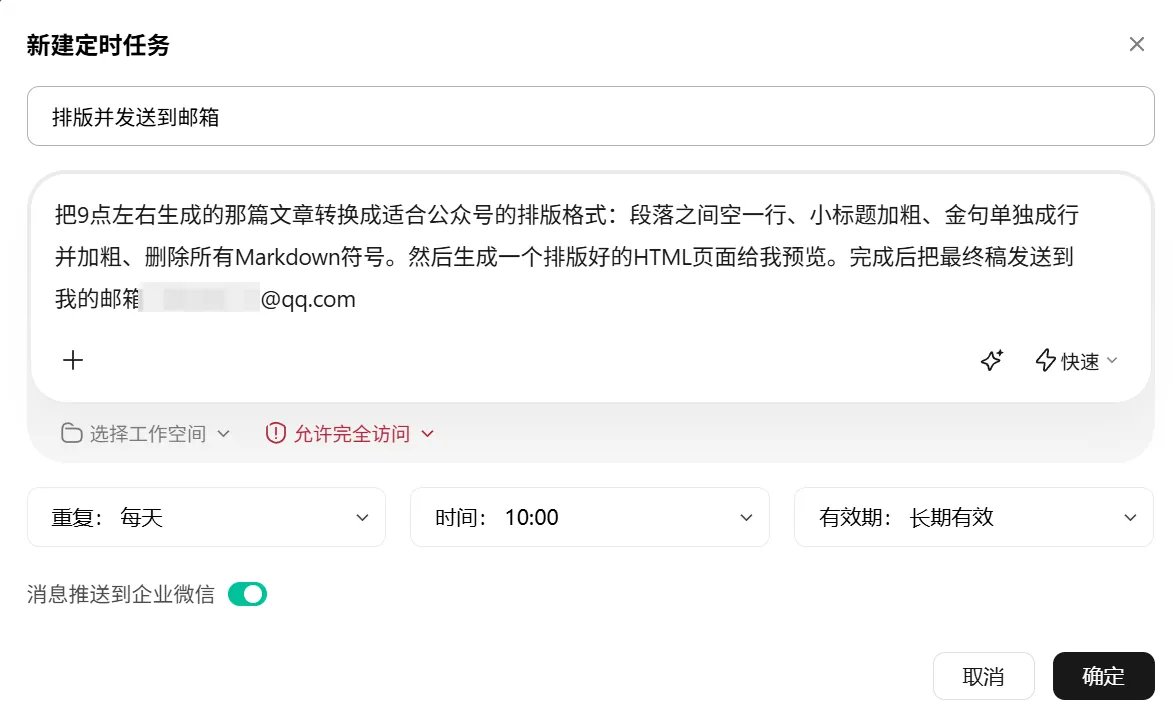 新建定时任务
排版并发送到邮箱
把9点左右生成的那篇文章转换成适合公众号的排版格式：段落之间空一行、小标题加粗、金句单独成行
并加粗、删除所有Markdown符号。然后生成一个排版好的HTML页面给我预览。完成后把最终稿发送到
我的邮箱 @qq.com
快速
选择工作空间 允许完全访问
重复： 每天 时间： 10:00 有效期： 长期有效
消息推送到企业微信
取消 确定